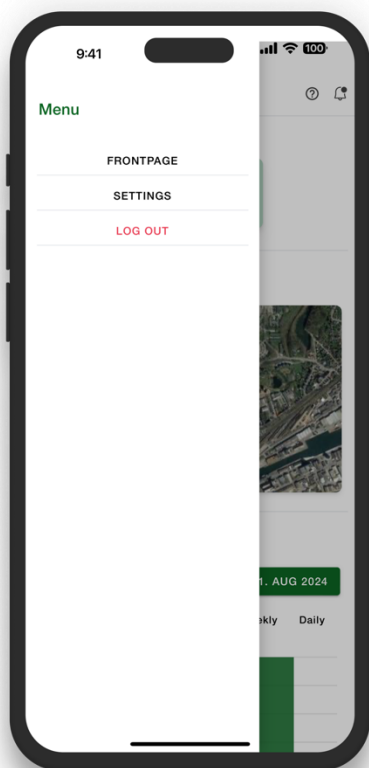 9:41
100
Menu
FRONTPAGE
SETTINGS
LOG OUT
1. AUG 2024
ekly Daily